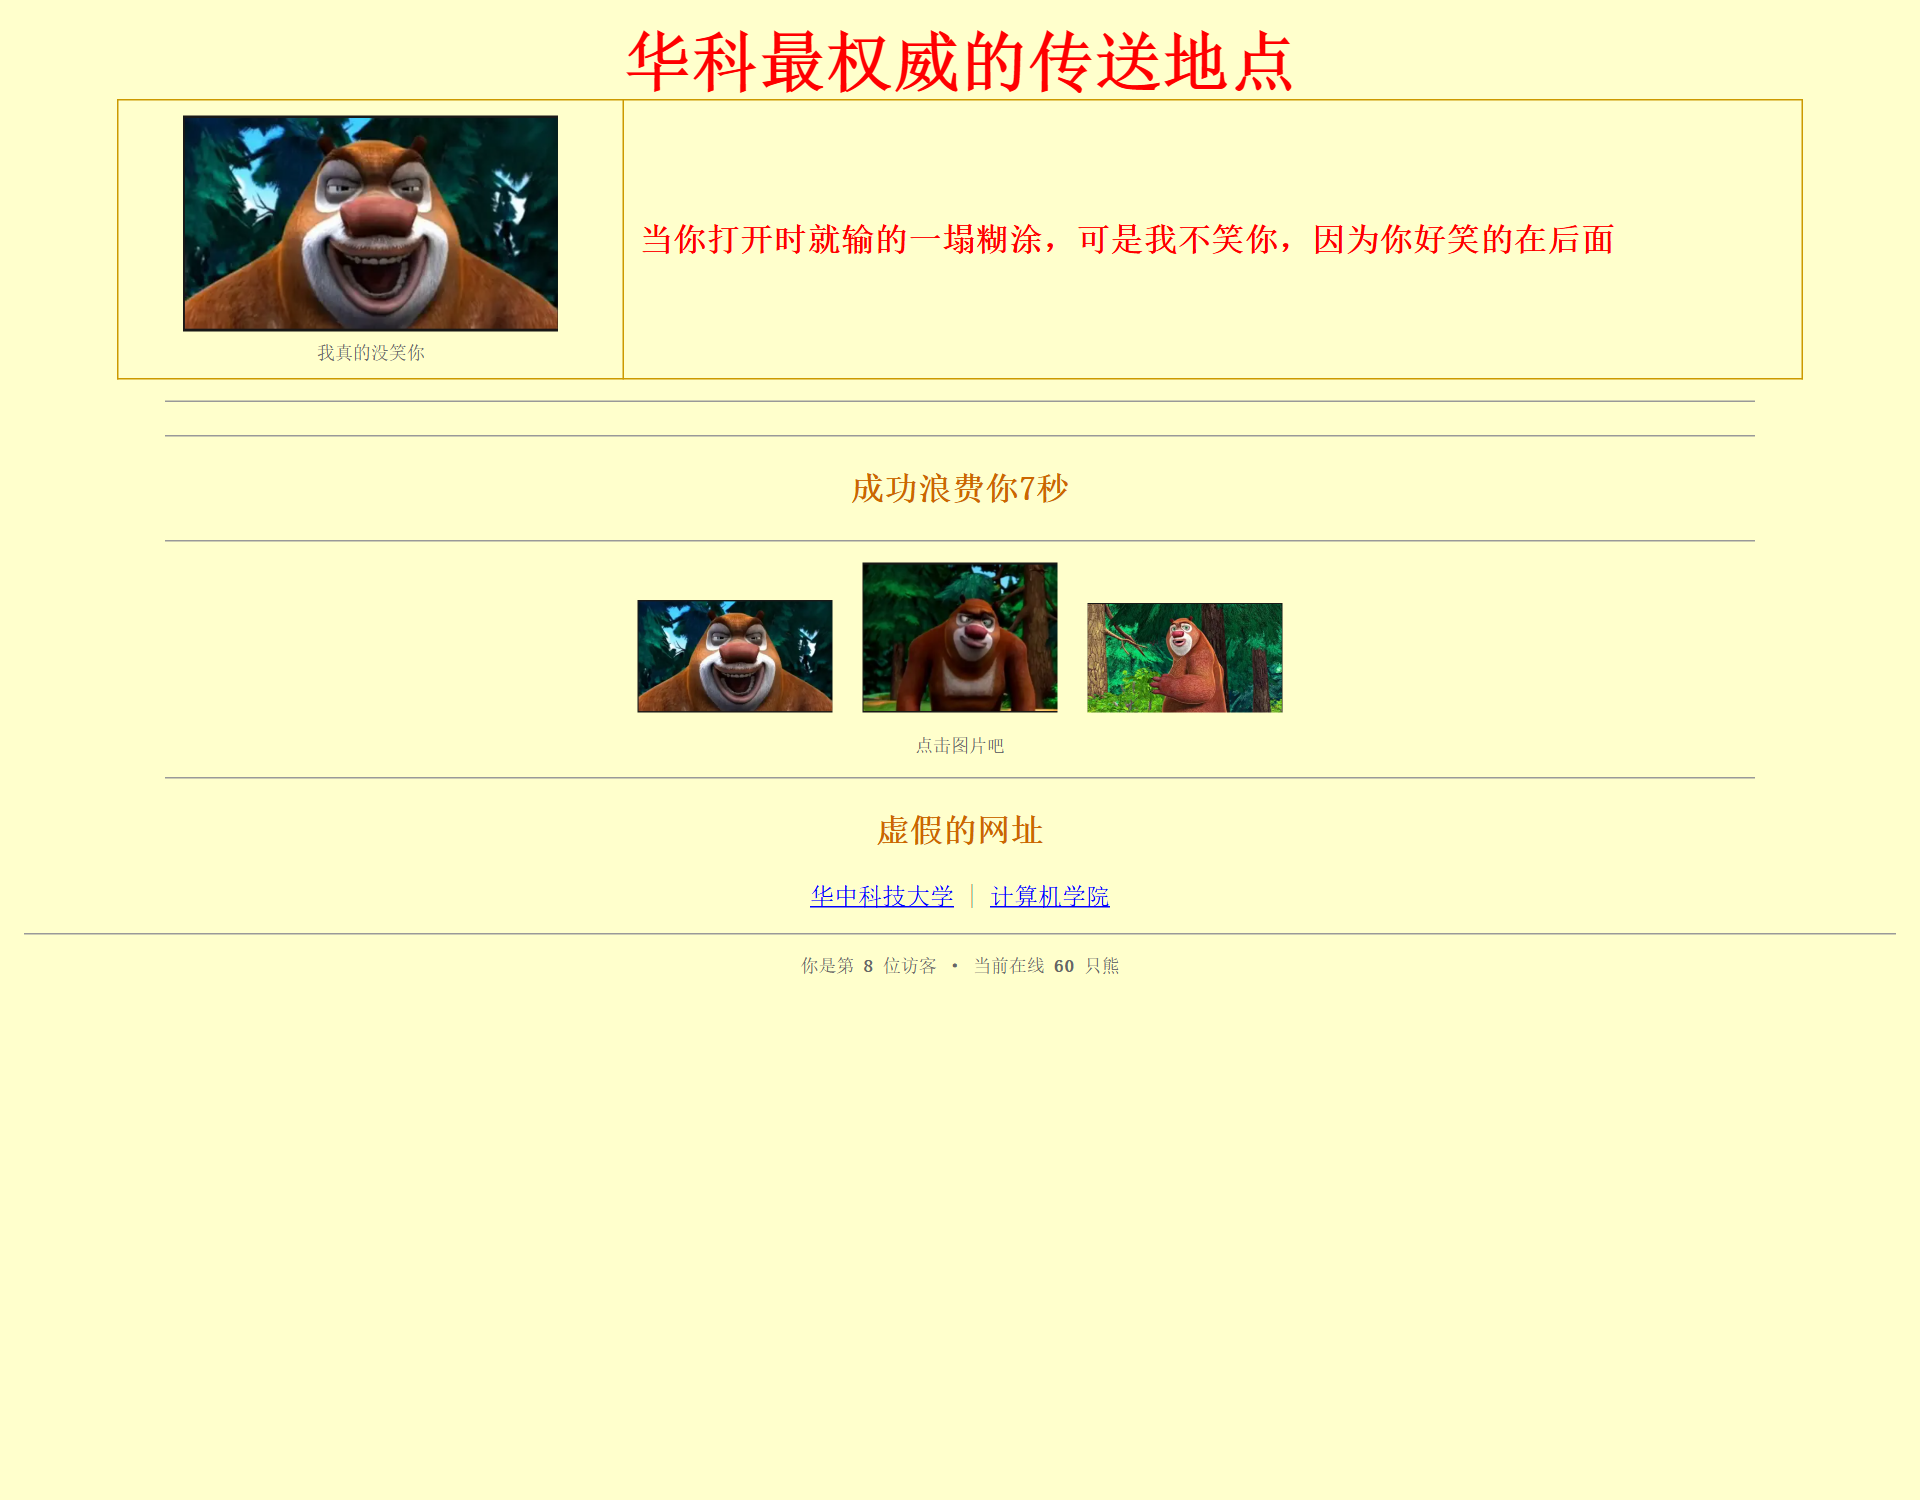 华科最权威的传送地点
当你打开时就输的一塌糊涂，可是我不笑你，因为你好笑的在后面
我真的没笑你
成功浪费你7秒
点击图片吧
虚假的网址
华中科技大学 | 计算机学院
你是第 8 位访客 • 当前在线 60 只熊